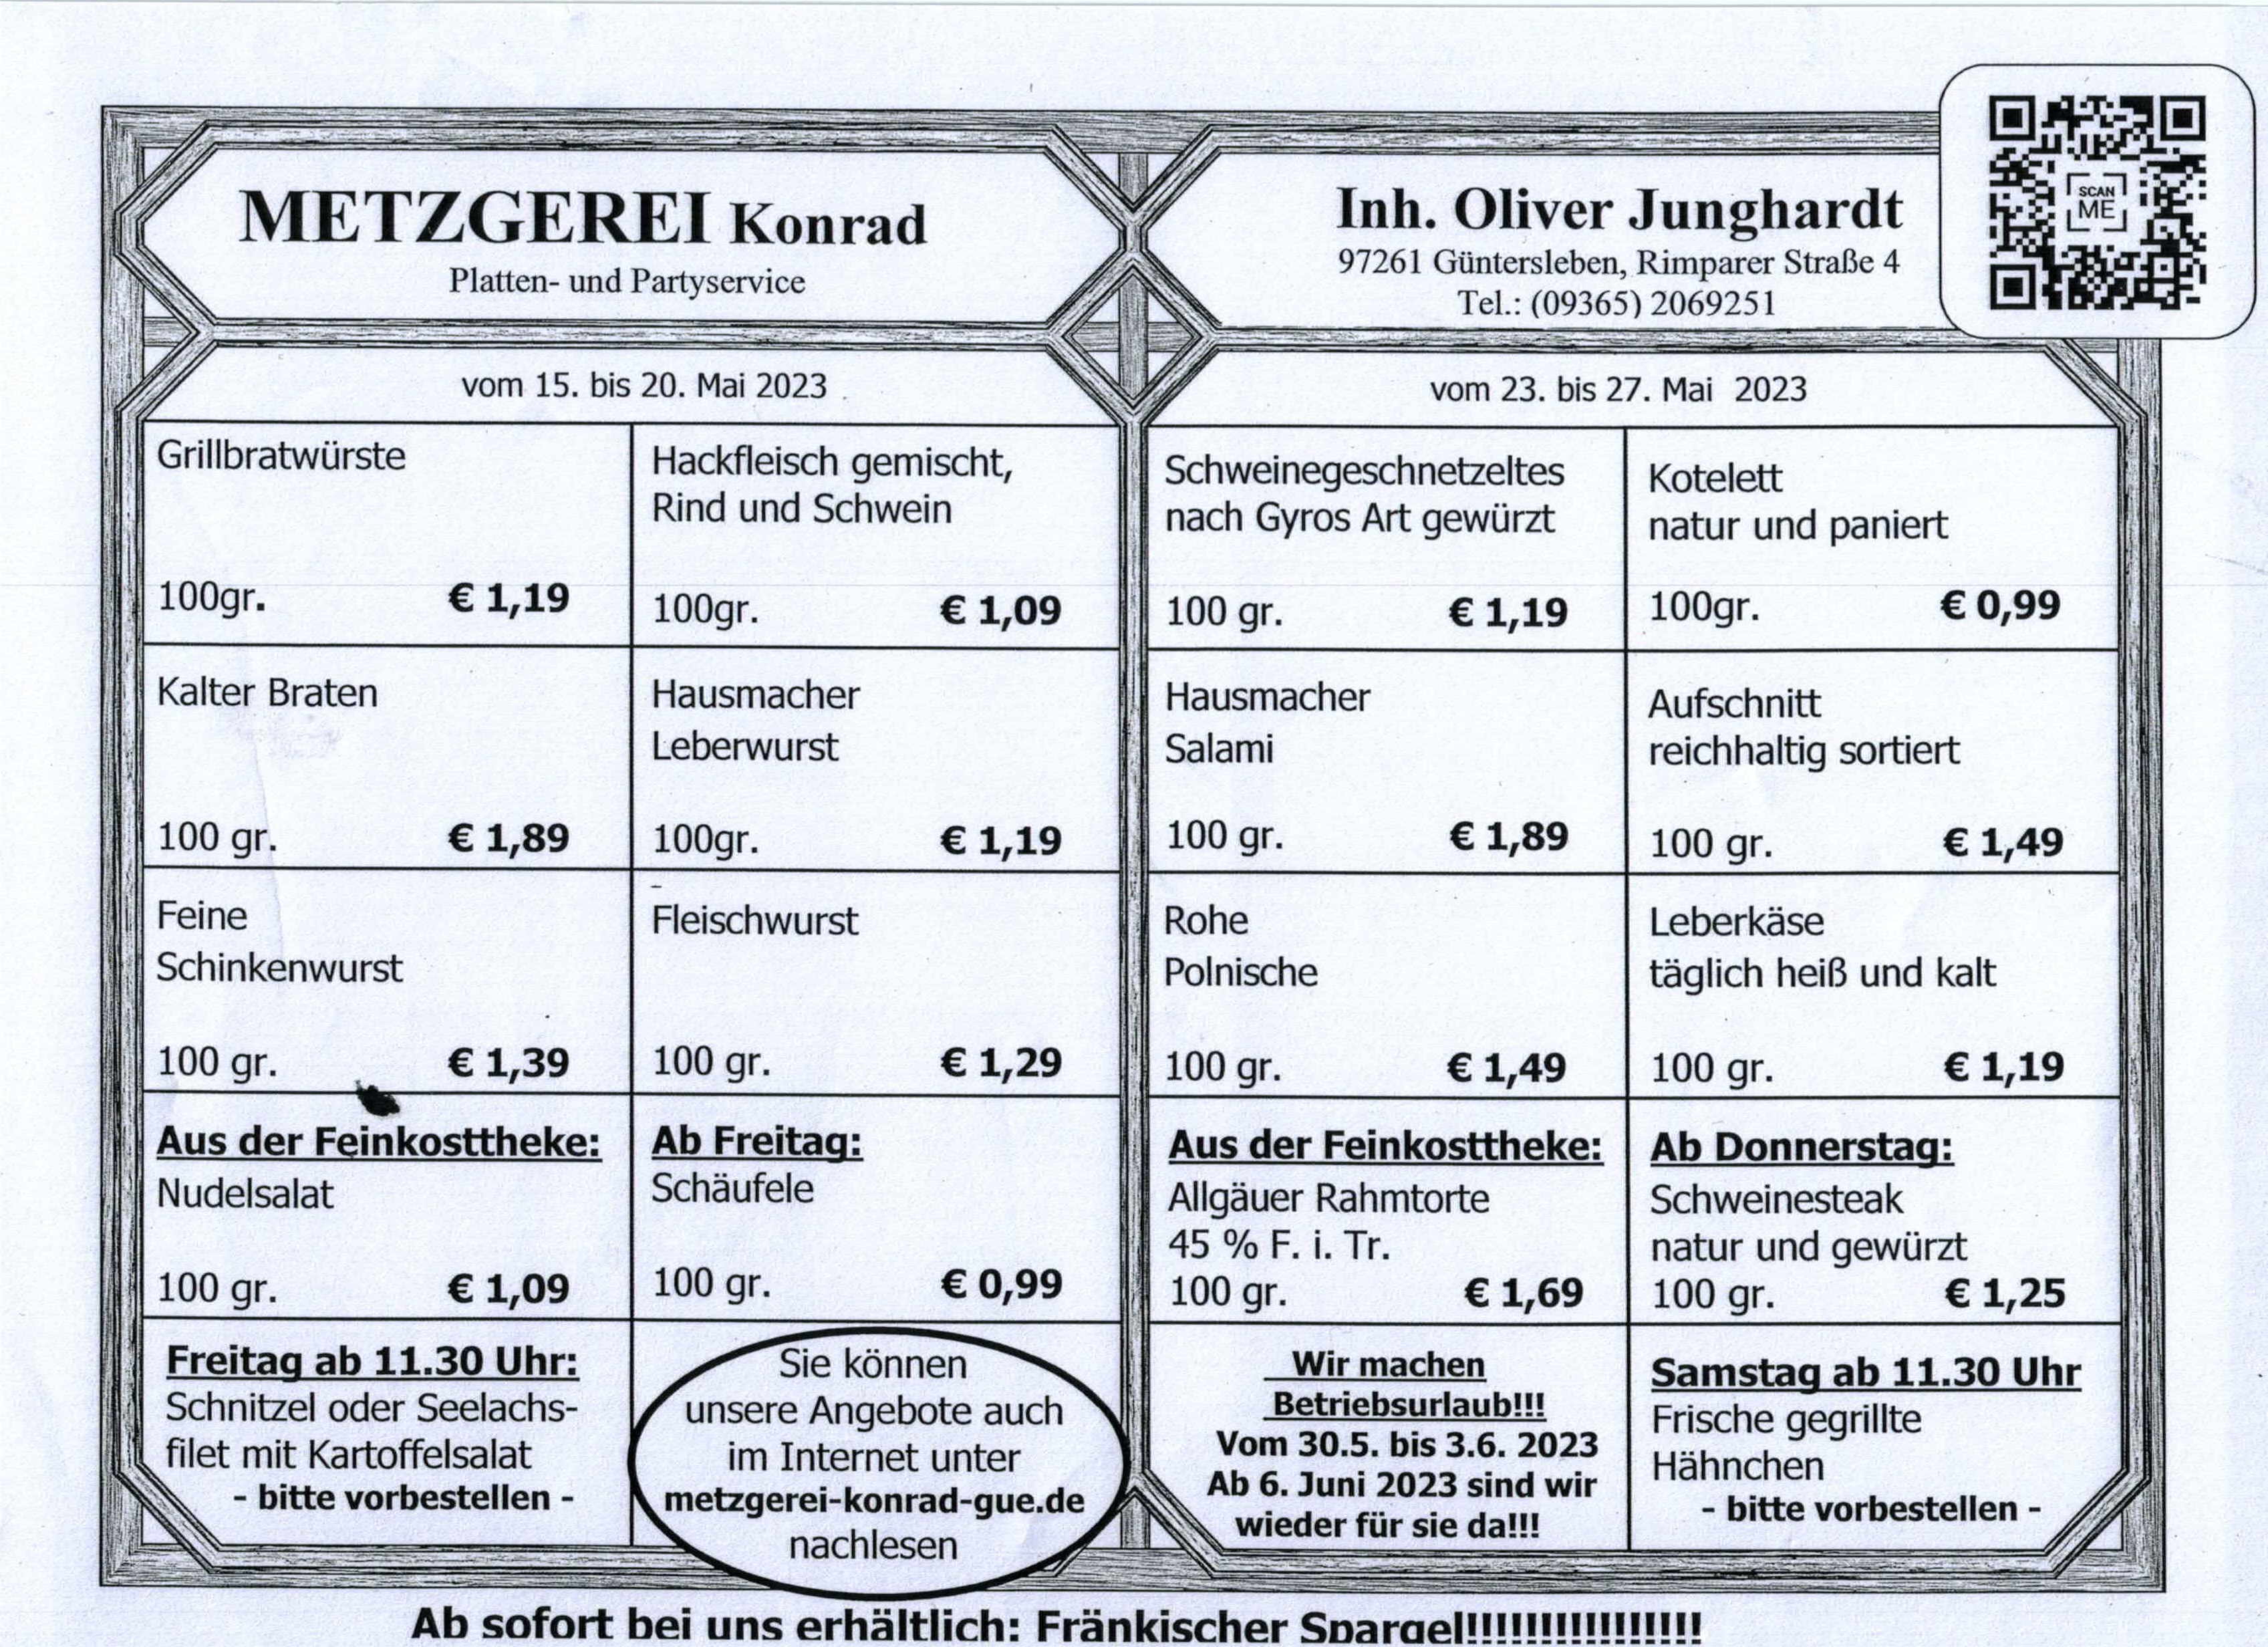 METZGEREI Konrad
Platten- und Partyservice
Inh. Oliver Junghardt
97261 Güntersleben, Rimparer Straße 4
Tel.: (09365) 2069251
SCAN
ME
vom 15. bis 20. Mai 2023
Grillbratwürste
100gr. € 1,19
Hackfleisch gemischt,
Rind und Schwein
100gr. € 1,09
Kalter Braten
100 gr. € 1,89
Hausmacher
Leberwurst
100gr. € 1,19
Feine
Schinkenwurst
100 gr. € 1,39
Fleischwurst
100 gr. € 1,29
Aus der Feinkosttheke:
Nudelsalat
100 gr. € 1,09
Ab Freitag:
Schäufele
100 gr. € 0,99
Freitag ab 11.30 Uhr:
Schnitzel oder Seelachs-
filet mit Kartoffelsalat
- bitte vorbestellen -
Sie können
unsere Angebote auch
im Internet unter
metzgerei-konrad-gue.de
nachlesen
vom 23. bis 27. Mai 2023
Schweinegeschnetzeltes
nach Gyros Art gewürzt
100 gr. € 1,19
Kotelett
natur und paniert
100gr. € 0,99
Hausmacher
Salami
100 gr. € 1,89
Aufschnitt
reichhaltig sortiert
100 gr. € 1,49
Rohe
Polnische
100 gr. € 1,49
Leberkäse
täglich heiß und kalt
100 gr. € 1,19
Aus der Feinkosttheke:
Allgäuer Rahmtorte
45 % F. i. Tr.
100 gr. € 1,69
Ab Donnerstag:
Schweinesteak
natur und gewürzt
100 gr. € 1,25
Wir machen
Betriebsurlaub!!!
Vom 30.5. bis 3.6. 2023
Ab 6. Juni 2023 sind wir
wieder für sie da!!!
Samstag ab 11.30 Uhr
Frische gegrillte
Hähnchen
- bitte vorbestellen -
Ab sofort bei uns erhältlich: Fränkischer Spargel!!!!!!!!!!!!!!!!!